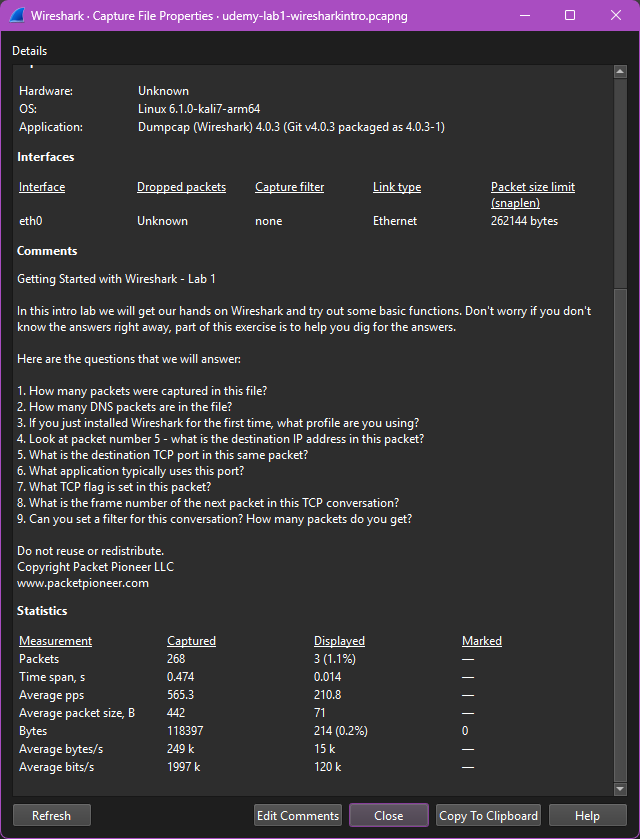 Wireshark · Capture File Properties · udemy-lab1-wiresharkintro.pcapng
Details
Hardware: Unknown
OS: Linux 6.1.0-kali7-arm64
Application: Dumpcap (Wireshark) 4.0.3 (Git v4.0.3 packaged as 4.0.3-1)
Interfaces
Interface Dropped packets Capture filter Link type Packet size limit
(snaplen)
eth0 Unknown none Ethernet 262144 bytes
Comments
Getting Started with Wireshark - Lab 1
In this intro lab we will get our hands on Wireshark and try out some basic functions. Don't worry if you don't
know the answers right away, part of this exercise is to help you dig for the answers.
Here are the questions that we will answer:
1. How many packets were captured in this file?
2. How many DNS packets are in the file?
3. If you just installed Wireshark for the first time, what profile are you using?
4. Look at packet number 5 - what is the destination IP address in this packet?
5. What is the destination TCP port in this same packet?
6. What application typically uses this port?
7. What TCP flag is set in this packet?
8. What is the frame number of the next packet in this TCP conversation?
9. Can you set a filter for this conversation? How many packets do you get?
Do not reuse or redistribute.
Copyright Packet Pioneer LLC
www.packetpioneer.com
Statistics
Measurement Captured Displayed Marked
Packets 268 3 (1.1%) —
Time span, s 0.474 0.014 —
Average pps 565.3 210.8 —
Average packet size, B 442 71 —
Bytes 118397 214 (0.2%) 0
Average bytes/s 249 k 15 k —
Average bits/s 1997 k 120 k —
Refresh Edit Comments Close Copy To Clipboard Help